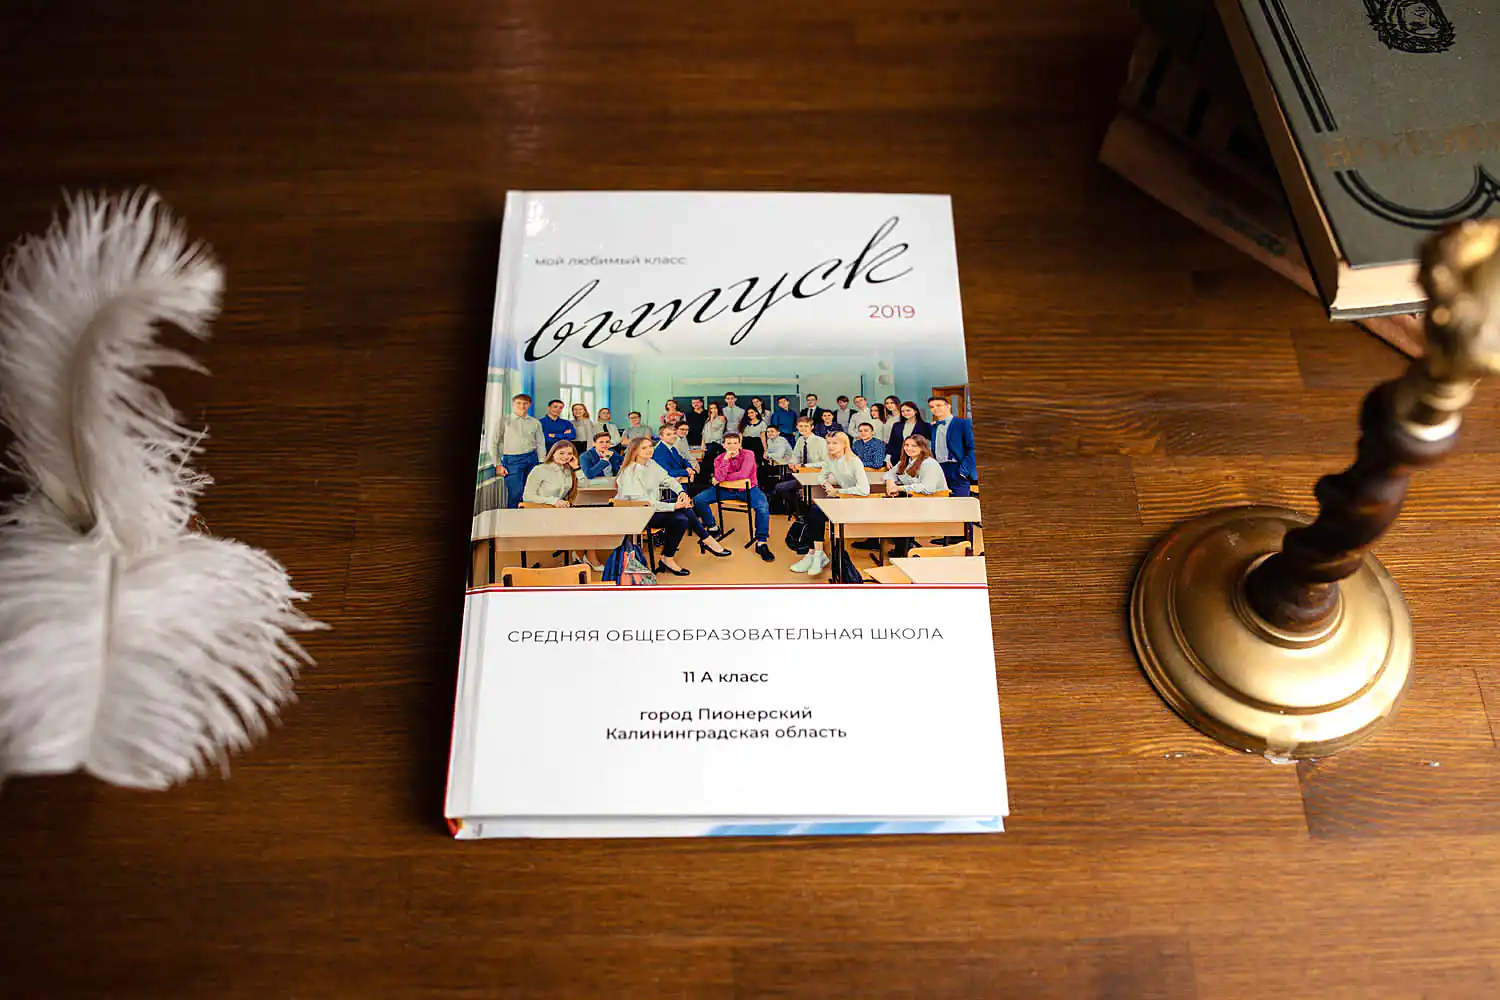 мой любимый класс
выпуск
2019
СРЕДНЯЯ ОБЩЕОБРАЗОВАТЕЛЬНАЯ ШКОЛА
11 А класс
город Пионерский
Калининградская область